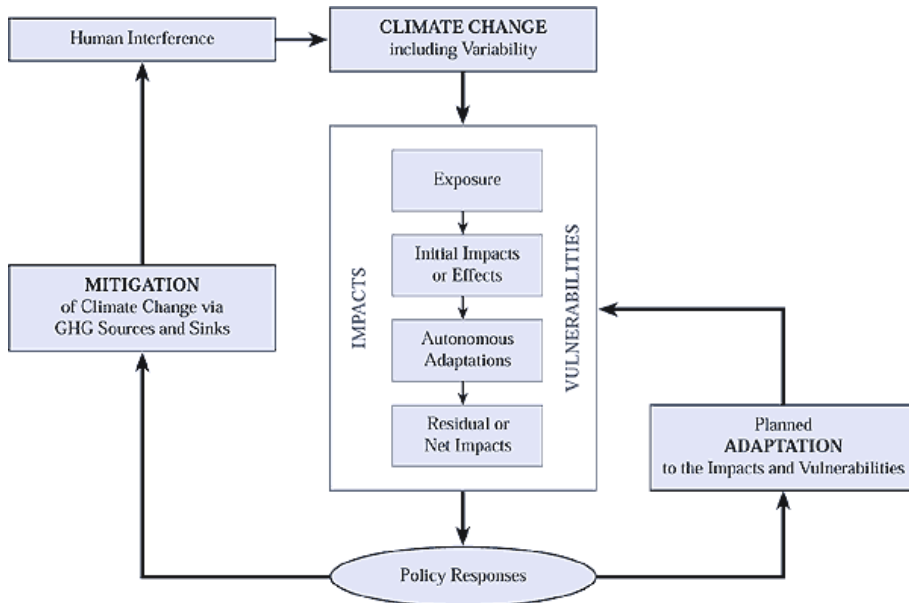 Human Interference
CLIMATE CHANGE
including Variability
IMPACTS
VULNERABILITIES
Exposure
Initial Impacts
or Effects
Autonomous
Adaptations
Residual or
Net Impacts
MITIGATION
of Climate Change via
GHG Sources and Sinks
Planned
ADAPTATION
to the Impacts and Vulnerabilities
Policy Responses